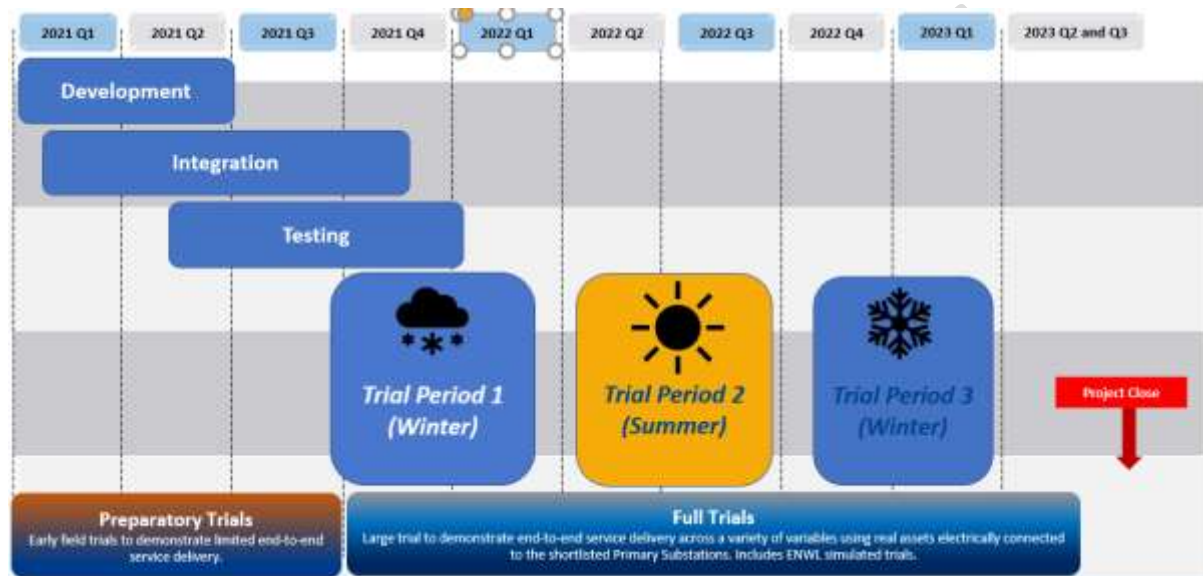 2021 Q1 2021 Q2 2021 Q3 2021 Q4 2022 Q1 2022 Q2 2022 Q3 2022 Q4 2023 Q1 2023 Q2 and Q3
Development
Integration
Testing
Trial Period 1
(Winter)
Trial Period 2
(Summer)
Trial Period 3
(Winter)
Project Close
Preparatory Trials
Early field trials to demonstrate limited end-to-end
service delivery.
Full Trials
Large trial to demonstrate end-to-end service delivery across a variety of variables using real assets electrically connected
to the shortlisted Primary Substations. Includes ENWL simulated trials.